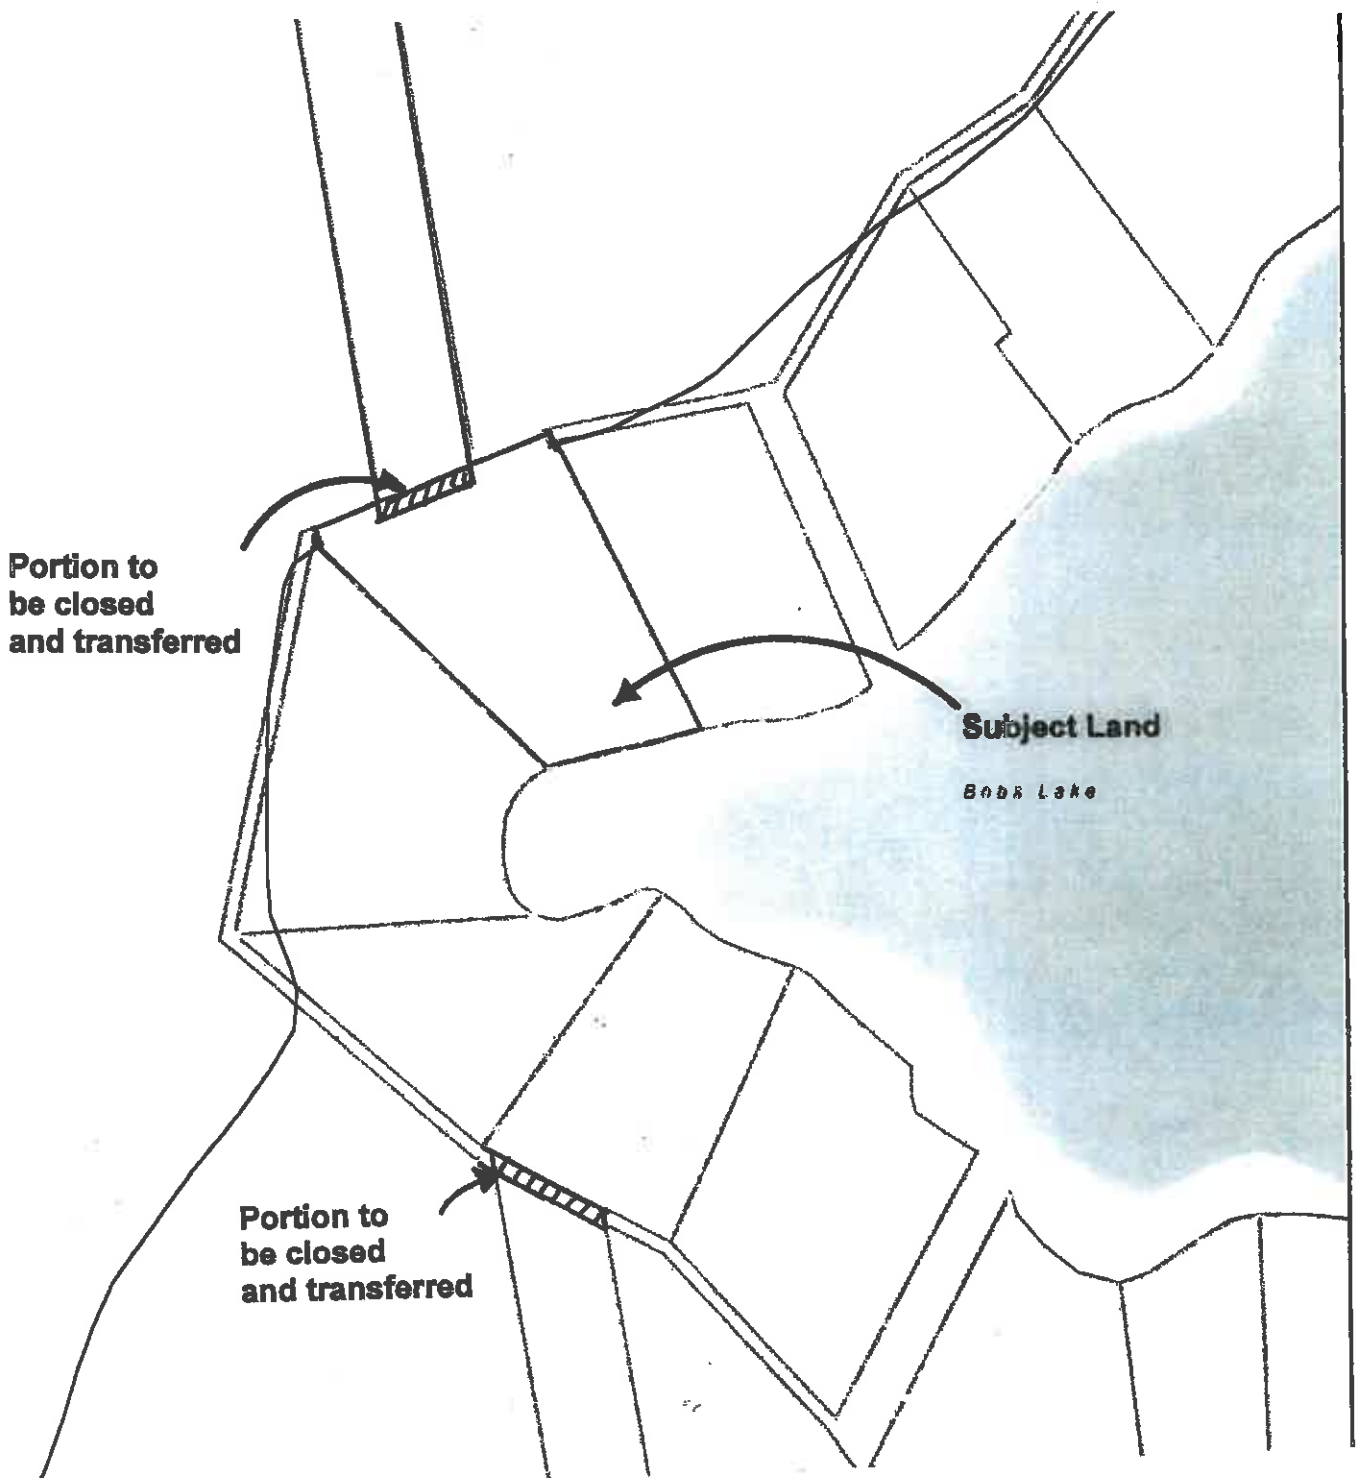 Portion to
be closed
and transferred
Subject Land
Bobs Lake
Portion to
be closed
and transferred